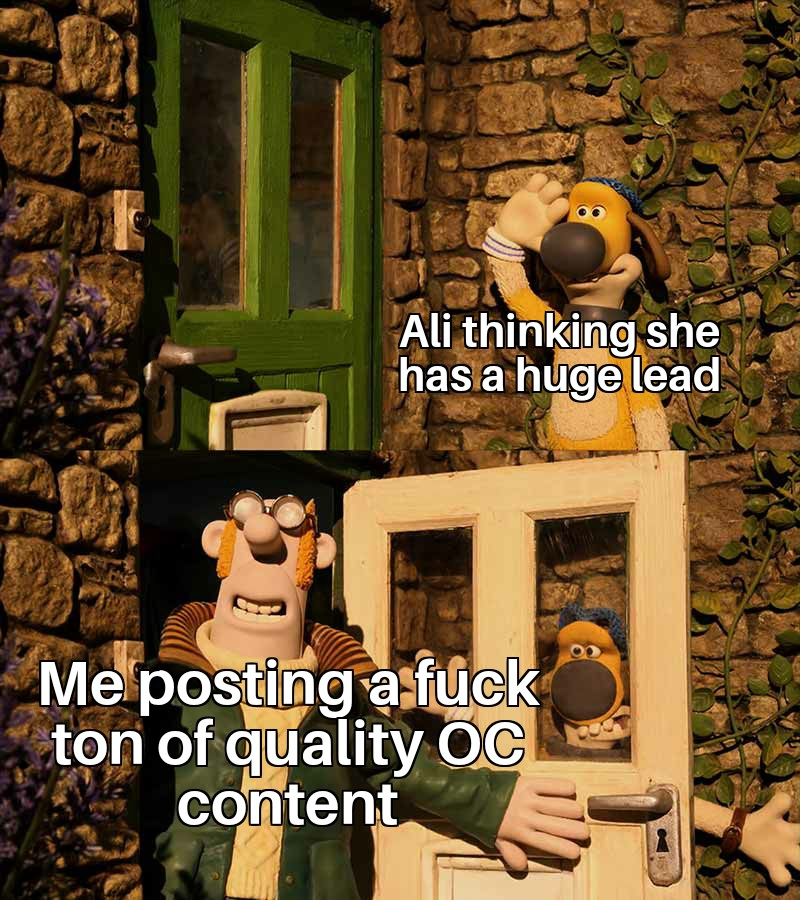 Ali thinking she
has a huge lead
Me posting a fuck
ton of quality OC
content